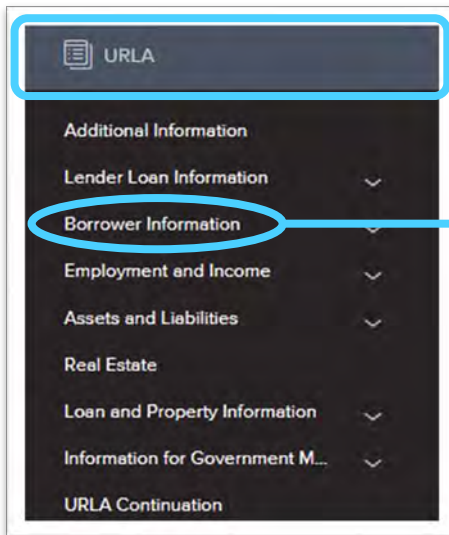 URLA
Additional Information
Lender Loan Information
Borrower Information
Employment and Income
Assets and Liabilities
Real Estate
Loan and Property Information
Information for Government M...
URLA Continuation